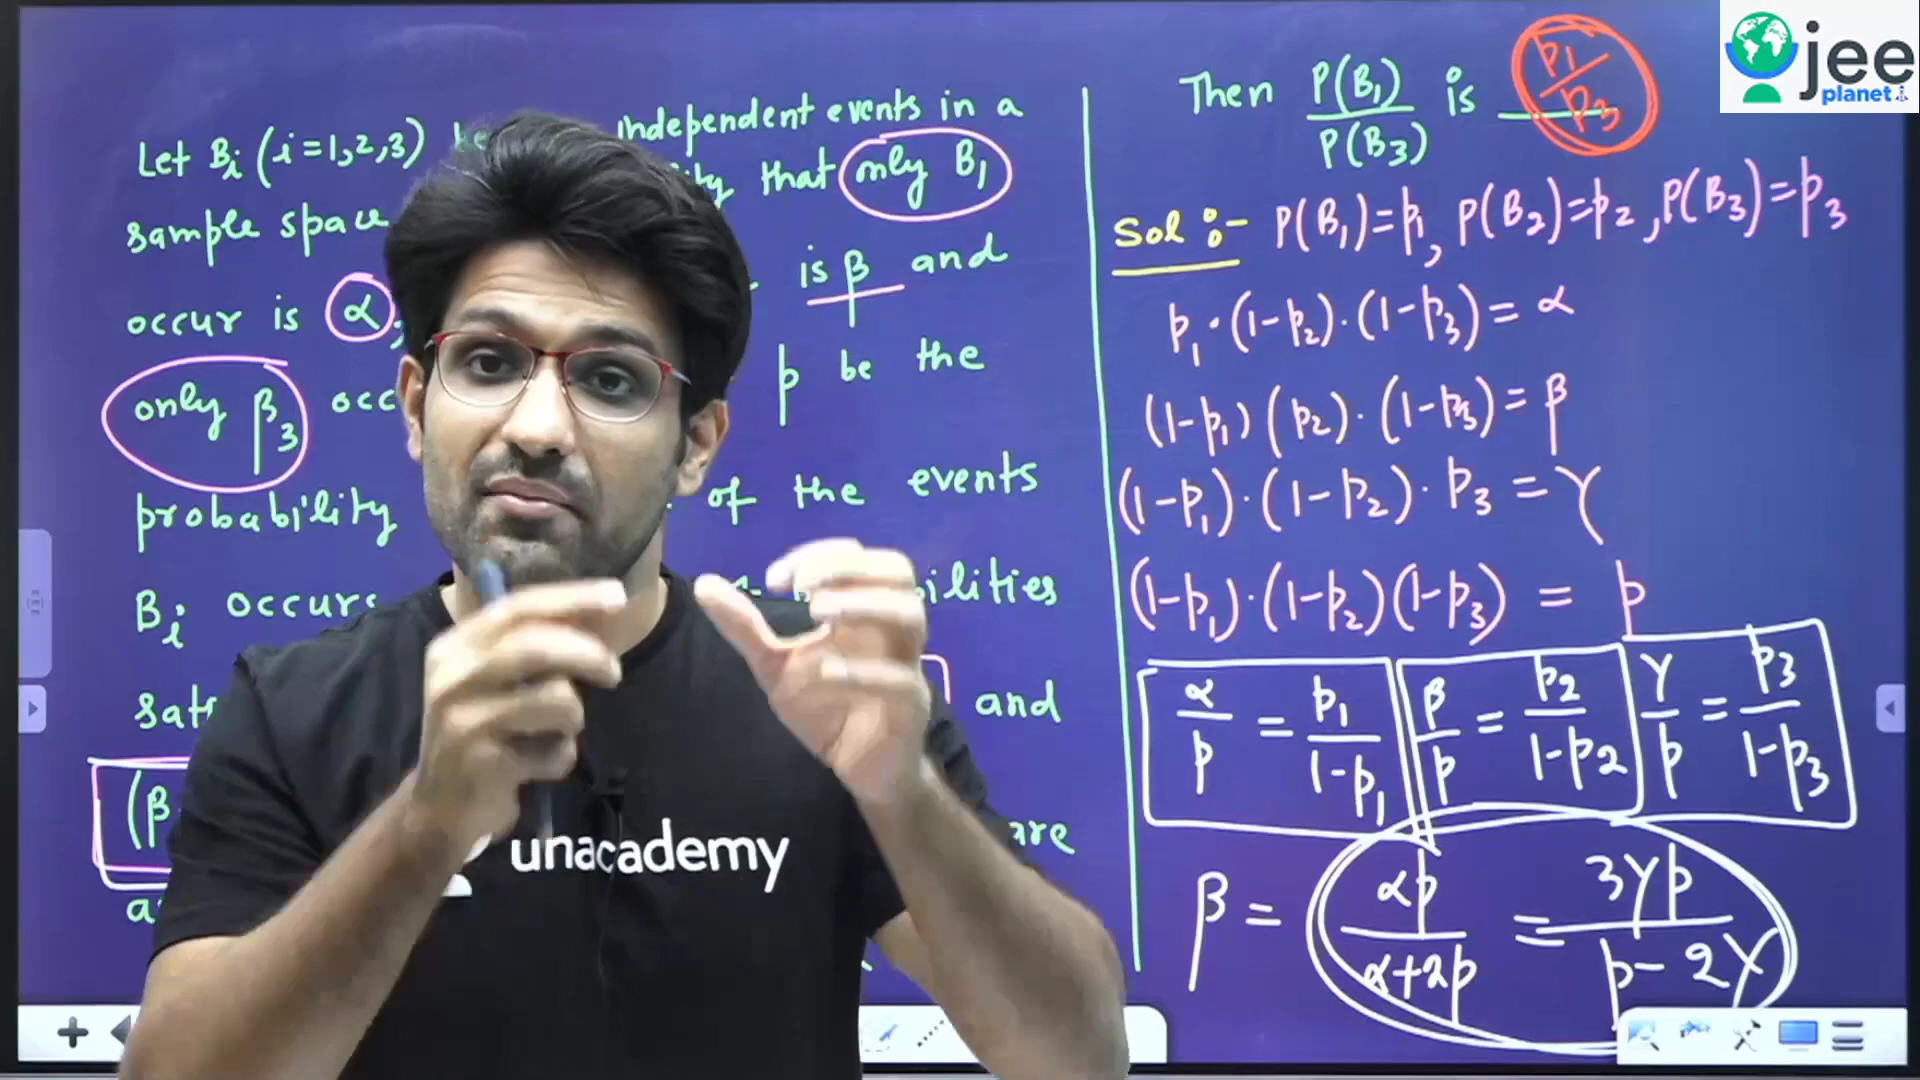 Let Bᵢ (i=1,2,3) be independent events in a
sample space that only B₁
occur is α, is β and
only B₃ occ p be the
probability of the events
Bᵢ occurs ilities
sat and
(β are
a
Then P(B₁)/P(B₃) is p1/p3
Sol :- P(B₁)=p₁, P(B₂)=p₂, P(B₃)=p₃
p₁·(1-p₂)·(1-p₃)=α
(1-p₁)(p₂)·(1-p₃)=β
(1-p₁)·(1-p₂)·p₃=γ
(1-p₁)·(1-p₂)(1-p₃) = p
α/p = p₁/1-p₁ β/p = p₂/1-p₂ γ/p = p₃/1-p₃
β = αp/α+2p = 3γp/p-2γ
unacademy
jee
planet.i